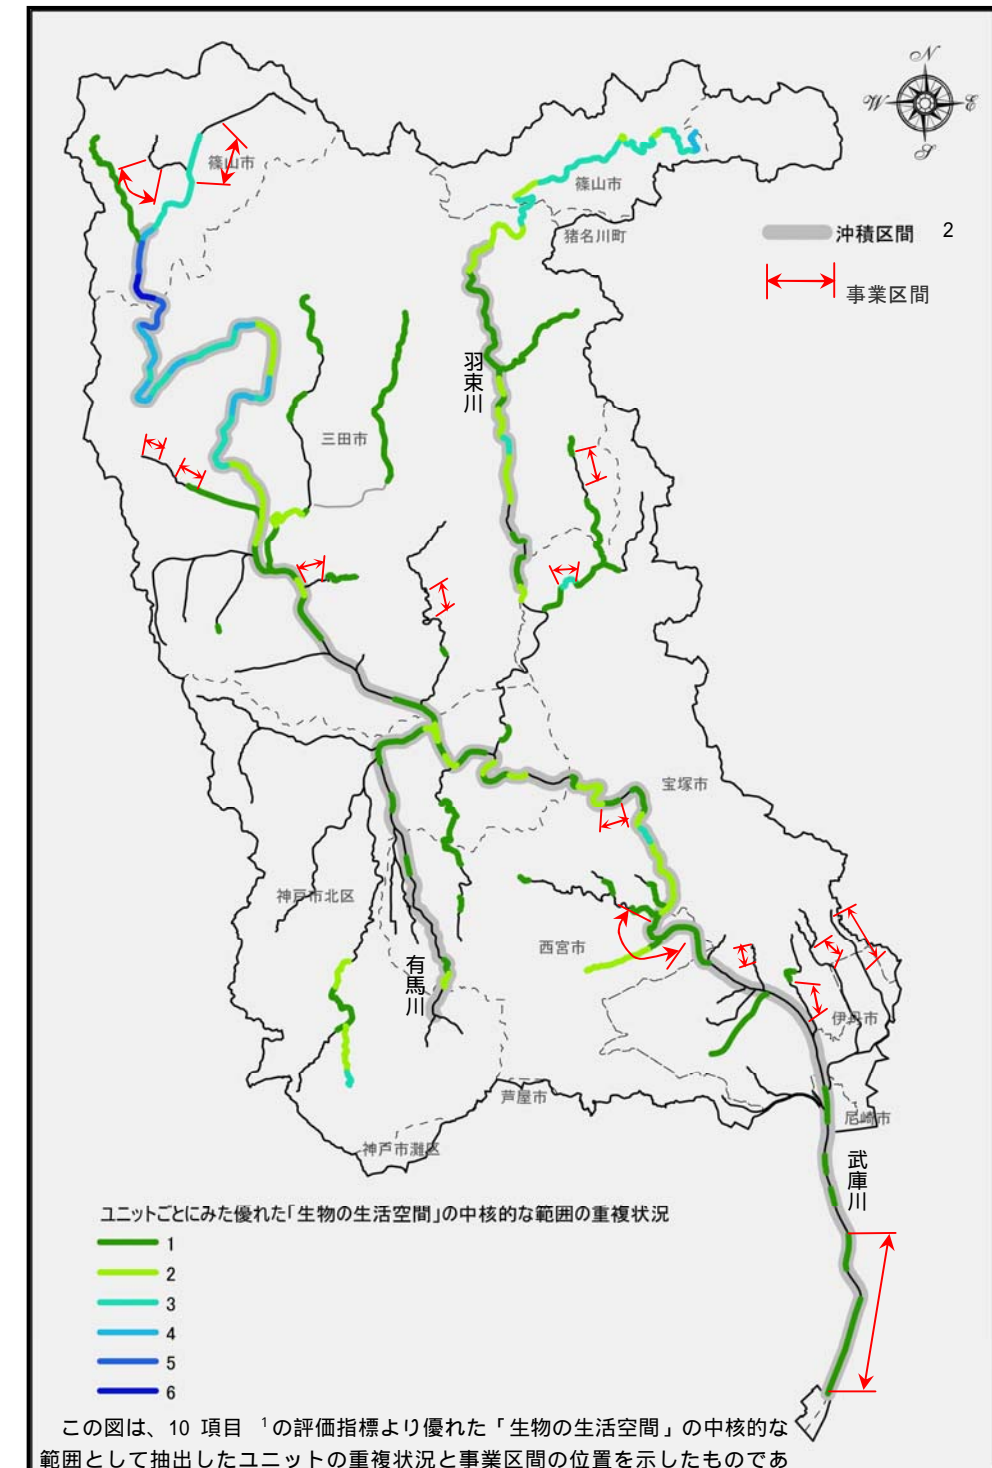 N
W
E
S
篠山市
篠山市
猪名川町
沖積区間 2
事業区間
羽束川
三田市
宝塚市
神戸市北区
西宮市
有馬川
伊丹市
芦屋市
尼崎市
神戸市灘区
武庫川
ユニットごとにみた優れた「生物の生活空間」の中核的な範囲の重複状況
1
2
3
4
5
6
この図は、10 項目 1の評価指標より優れた「生物の生活空間」の中核的な
範囲として抽出したユニットの重複状況と事業区間の位置を示したものであ